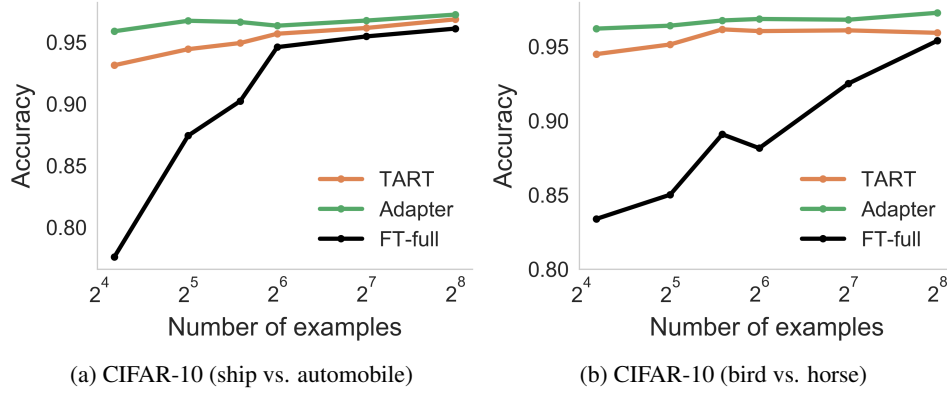 0.95
0.90
0.85
0.80
Accuracy
TART
Adapter
FT-full
2^4 2^5 2^6 2^7 2^8
Number of examples
(a) CIFAR-10 (ship vs. automobile)
0.95
0.90
0.85
0.80
Accuracy
TART
Adapter
FT-full
2^4 2^5 2^6 2^7 2^8
Number of examples
(b) CIFAR-10 (bird vs. horse)